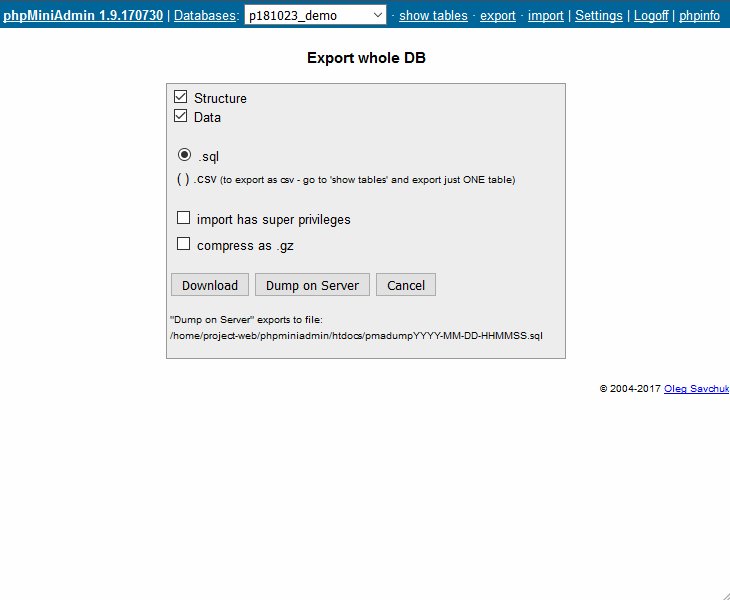 phpMiniAdmin 1.9.170730 | Databases: p181023_demo · show tables · export · import | Settings | Logoff | phpinfo
Export whole DB
Structure
Data
.sql
( ) .CSV (to export as csv - go to 'show tables' and export just ONE table)
import has super privileges
compress as .gz
Download Dump on Server Cancel
"Dump on Server" exports to file:
/home/project-web/phpminiadmin/htdocs/pmadumpYYYY-MM-DD-HHMMSS.sql
© 2004-2017 Oleg Savchuk